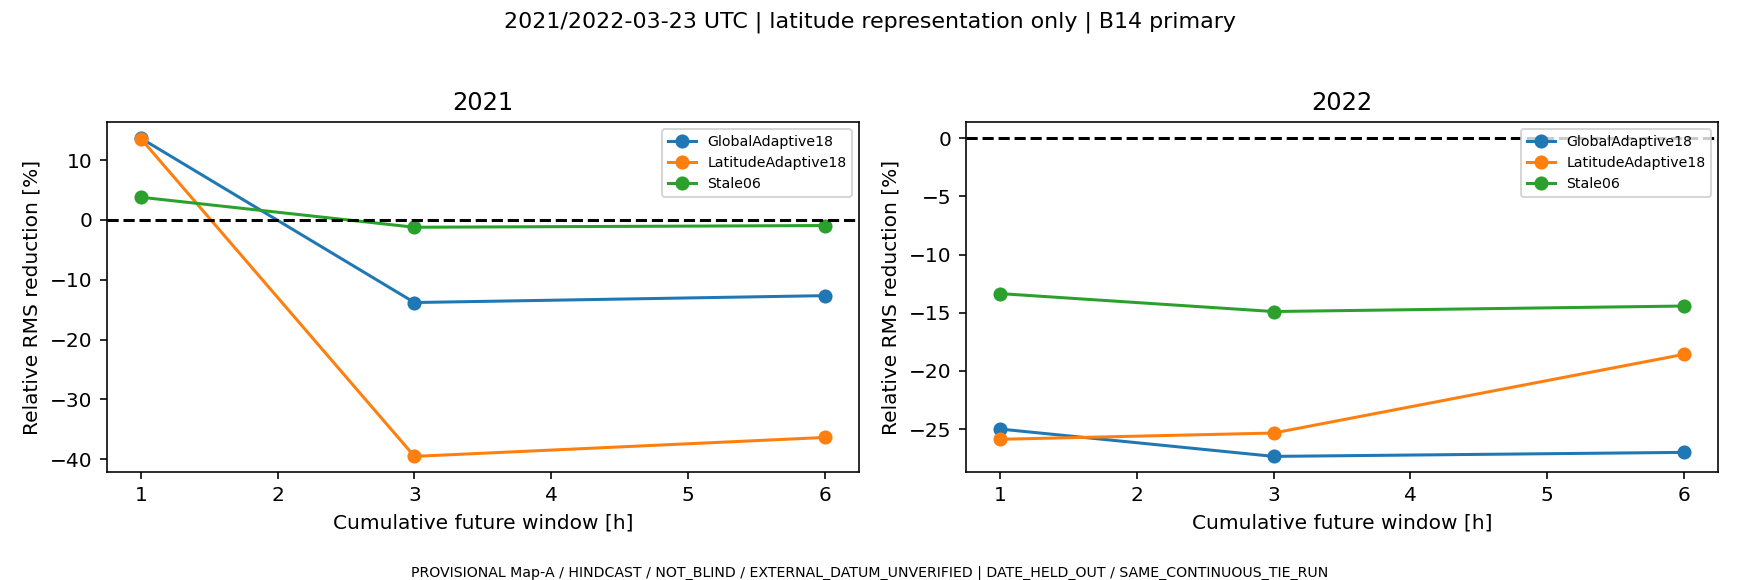 2021/2022-03-23 UTC | latitude representation only | B14 primary
2021
Relative RMS reduction [%]
10
0
−10
−20
−30
−40
GlobalAdaptive18
LatitudeAdaptive18
Stale06
1 2 3 4 5 6
Cumulative future window [h]
2022
Relative RMS reduction [%]
0
−5
−10
−15
−20
−25
GlobalAdaptive18
LatitudeAdaptive18
Stale06
1 2 3 4 5 6
Cumulative future window [h]
PROVISIONAL Map-A / HINDCAST / NOT_BLIND / EXTERNAL_DATUM_UNVERIFIED | DATE_HELD_OUT / SAME_CONTINUOUS_TIE_RUN